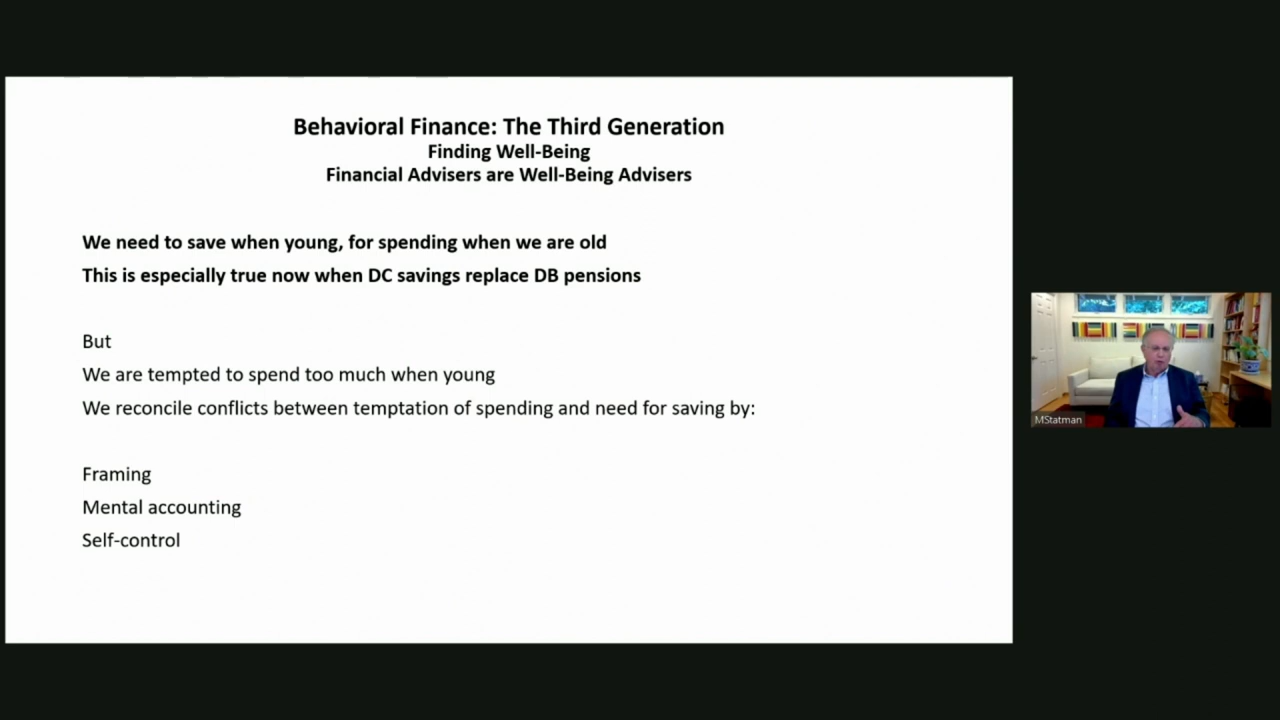 Behavioral Finance: The Third Generation
Finding Well-Being
Financial Advisers are Well-Being Advisers
We need to save when young, for spending when we are old
This is especially true now when DC savings replace DB pensions
But
We are tempted to spend too much when young
We reconcile conflicts between temptation of spending and need for saving by:
Framing
Mental accounting
Self-control
MStatman